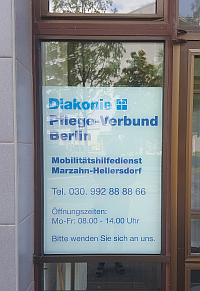 Diakonie
Pflege-Verbund
Berlin
Mobilitätshilfedienst
Marzahn-Hellersdorf
Tel. 030. 992 88 88 66
Öffnungszeiten:
Mo-Fr: 08.00 - 14.00 Uhr
Bitte wenden Sie sich an uns.